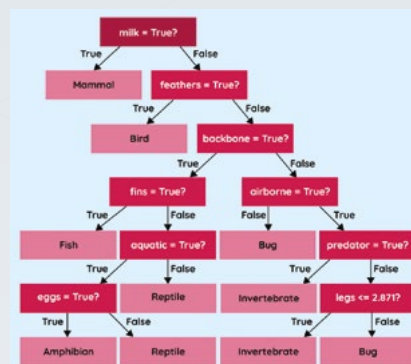 milk = True?
True False
Mammal feathers = True?
True False
Bird backbone = True?
True False
fins = True? airborne = True?
True False False True
Fish aquatic = True? Bug predator = True?
True False True False
eggs = True? Reptile Invertebrate legs <= 2.871?
True False True False
Amphibian Reptile Invertebrate Bug